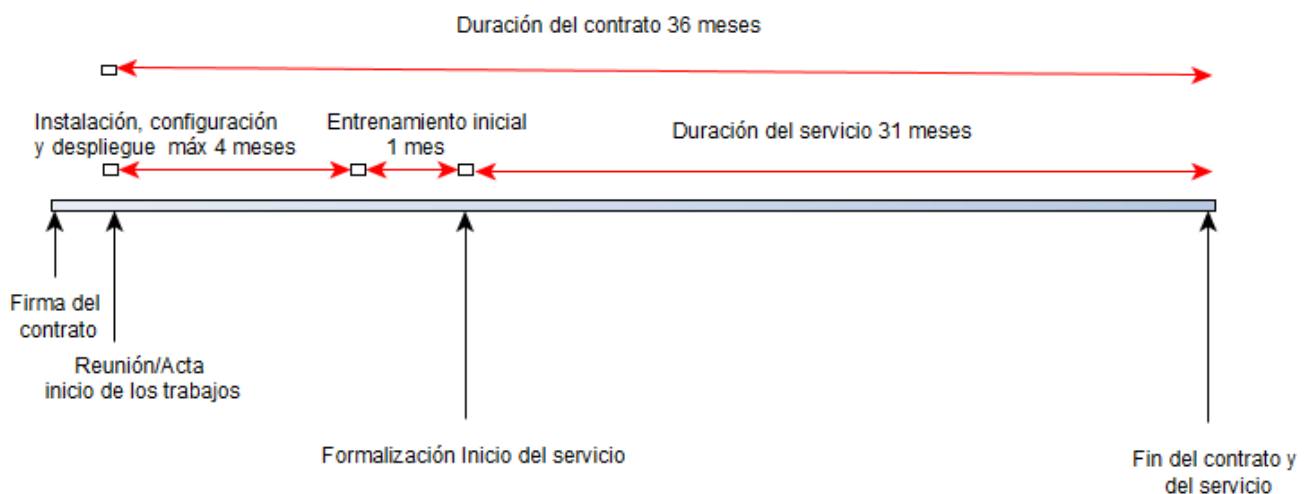 Duración del contrato 36 meses
Instalación, configuración
y despliegue máx 4 meses
Entrenamiento inicial
1 mes
Duración del servicio 31 meses
Firma del
contrato
Reunión/Acta
inicio de los trabajos
Formalización Inicio del servicio
Fin del contrato y
del servicio